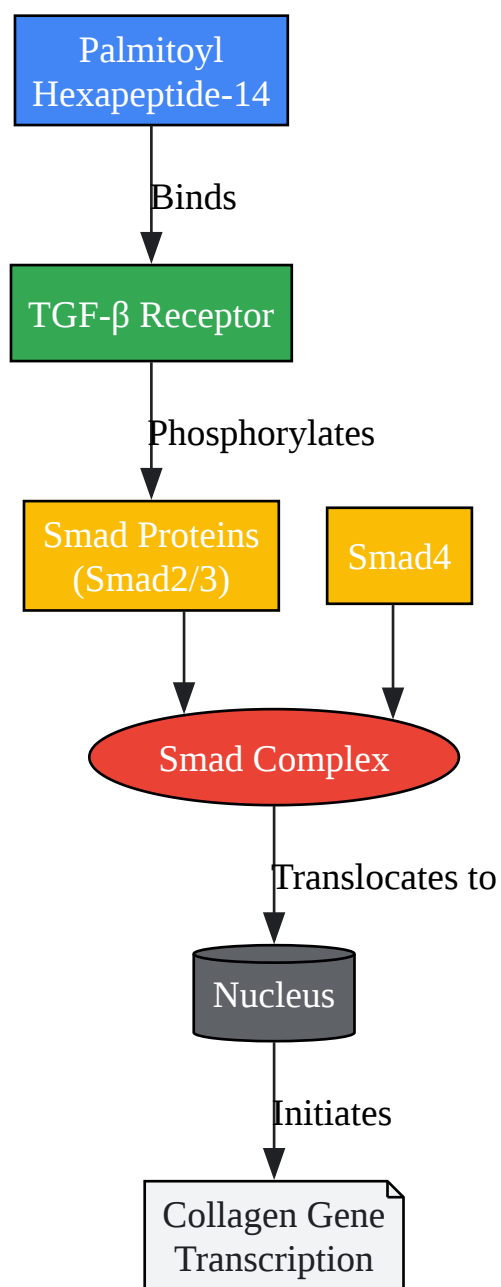 Palmitoyl
Hexapeptide-14
Binds
TGF-β Receptor
Phosphorylates
Smad Proteins
(Smad2/3)
Smad4
Smad Complex
Translocates to
Nucleus
Initiates
Collagen Gene
Transcription